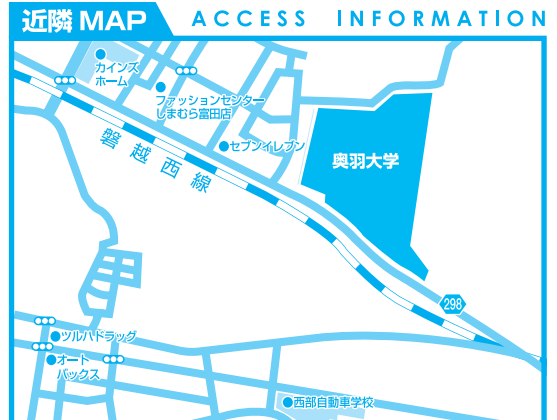 近隣 MAP
ACCESS INFORMATION
カインズ
ホーム
ファッションセンター
しまむら富田店
セブンイレブン
磐越西線
奥羽大学
298
ツルハドラッグ
オート
バックス
西部自動車学校